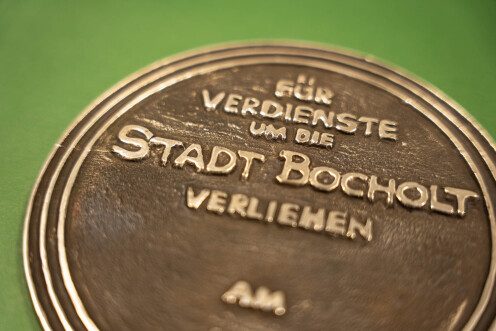 FÜR
VERDIENSTE
UM DIE
STADT BOCHOLT
VERLIEHEN
AM